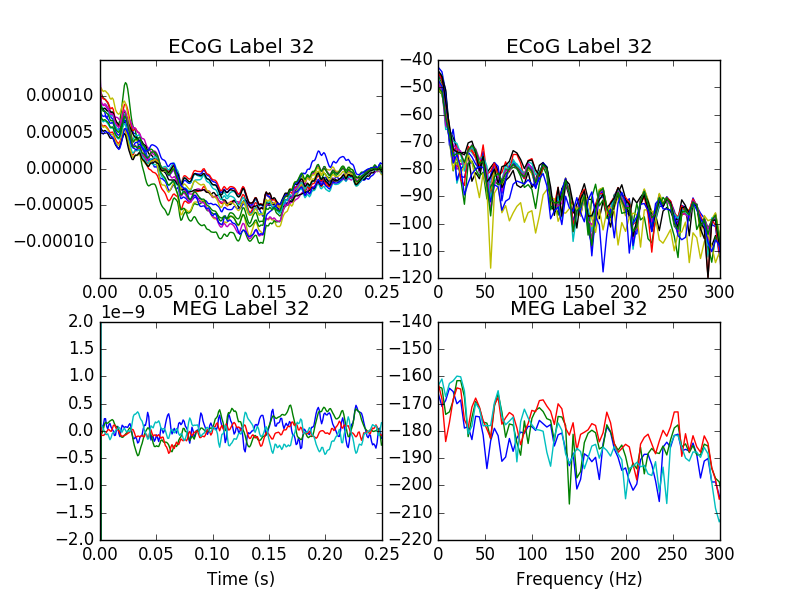 ECoG Label 32
0.00010
0.00005
0.00000
−0.00005
−0.00010
0.00 0.05 0.10 0.15 0.20 0.25
ECoG Label 32
−40
−50
−60
−70
−80
−90
−100
−110
−120
0 50 100 150 200 250 300
MEG Label 32
1e−9
2.0
1.5
1.0
0.5
0.0
−0.5
−1.0
−1.5
−2.0
0.00 0.05 0.10 0.15 0.20 0.25
Time (s)
MEG Label 32
−140
−150
−160
−170
−180
−190
−200
−210
−220
0 50 100 150 200 250 300
Frequency (Hz)